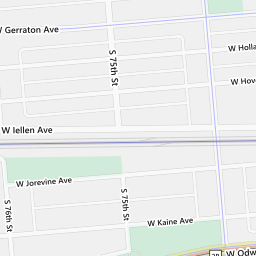 W Gerraton Ave
W Holla
S 75th St
W Hov
W Iellen Ave
W Jorevine Ave
S 76th St
S 75th St
W Kaine Ave
W Odw